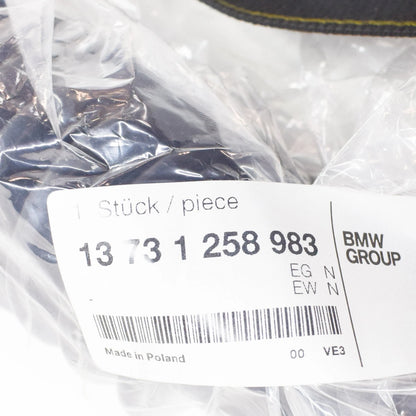 1 Stück / piece
13 73 1 258 983
BMW
GROUP
EG N
EW N
Made in Poland
00 VE3